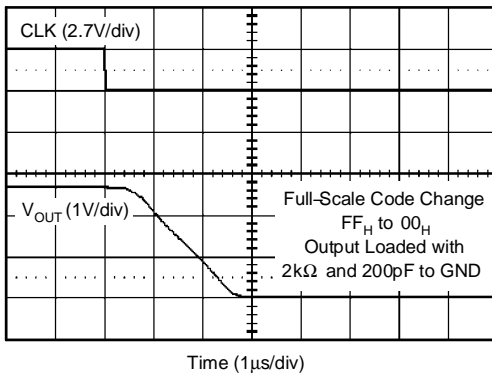 CLK (2.7V/div)
V_OUT (1V/div)
Full–Scale Code Change
FF_H to 00_H
Output Loaded with
2kΩ and 200pF to GND
Time (1µs/div)